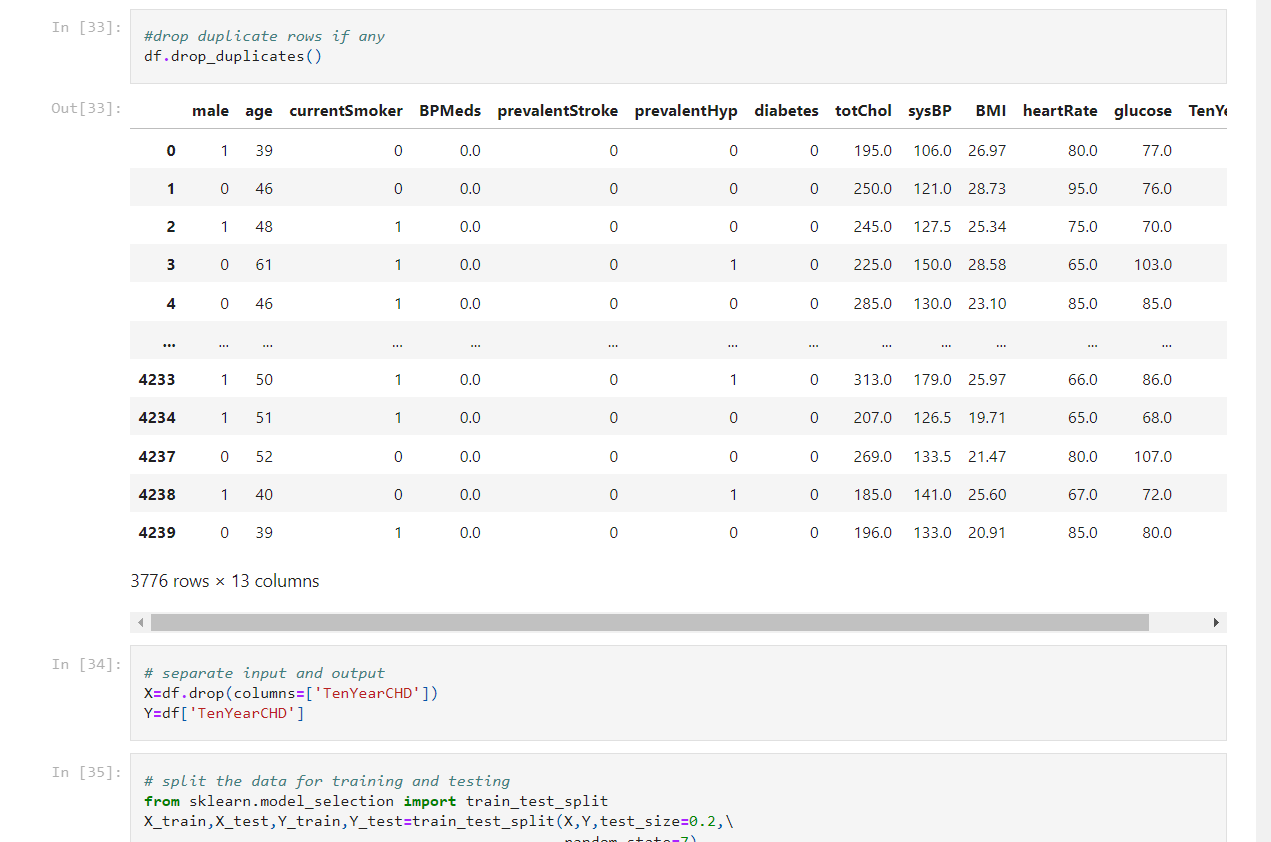 In [33]:
#drop duplicate rows if any
df.drop_duplicates()
Out[33]:
male age currentSmoker BPMeds prevalentStroke prevalentHyp diabetes totChol sysBP BMI heartRate glucose
0 1 39 0 0.0 0 0 0 195.0 106.0 26.97 80.0 77.0
1 0 46 0 0.0 0 0 0 250.0 121.0 28.73 95.0 76.0
2 1 48 1 0.0 0 0 0 245.0 127.5 25.34 75.0 70.0
3 0 61 1 0.0 0 1 0 225.0 150.0 28.58 65.0 103.0
4 0 46 1 0.0 0 0 0 285.0 130.0 23.10 85.0 85.0
... ... ... ... ... ... ... ... ... ... ... ... ...
4233 1 50 1 0.0 0 1 0 313.0 179.0 25.97 66.0 86.0
4234 1 51 1 0.0 0 0 0 207.0 126.5 19.71 65.0 68.0
4237 0 52 0 0.0 0 0 0 269.0 133.5 21.47 80.0 107.0
4238 1 40 0 0.0 0 1 0 185.0 141.0 25.60 67.0 72.0
4239 0 39 1 0.0 0 0 0 196.0 133.0 20.91 85.0 80.0
3776 rows × 13 columns
In [34]:
# separate input and output
X=df.drop(columns=['TenYearCHD'])
Y=df['TenYearCHD']
In [35]:
# split the data for training and testing
from sklearn.model_selection import train_test_split
X_train,X_test,Y_train,Y_test=train_test_split(X,Y,test_size=0.2,\
random_state=7)